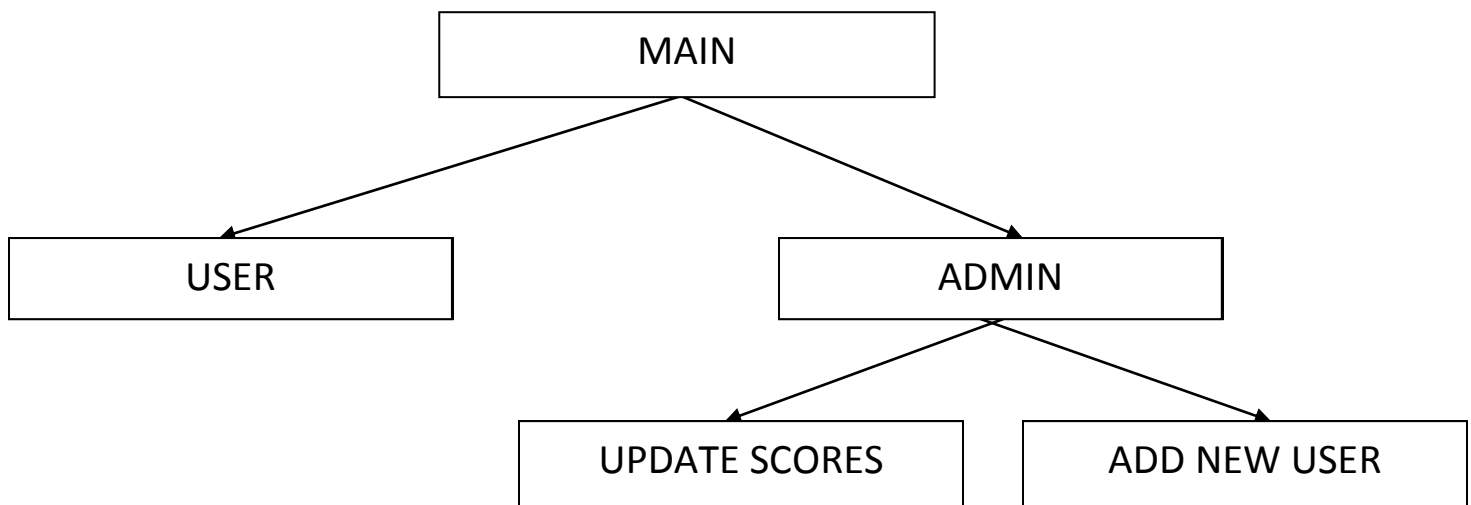 MAIN
USER
ADMIN
UPDATE SCORES
ADD NEW USER